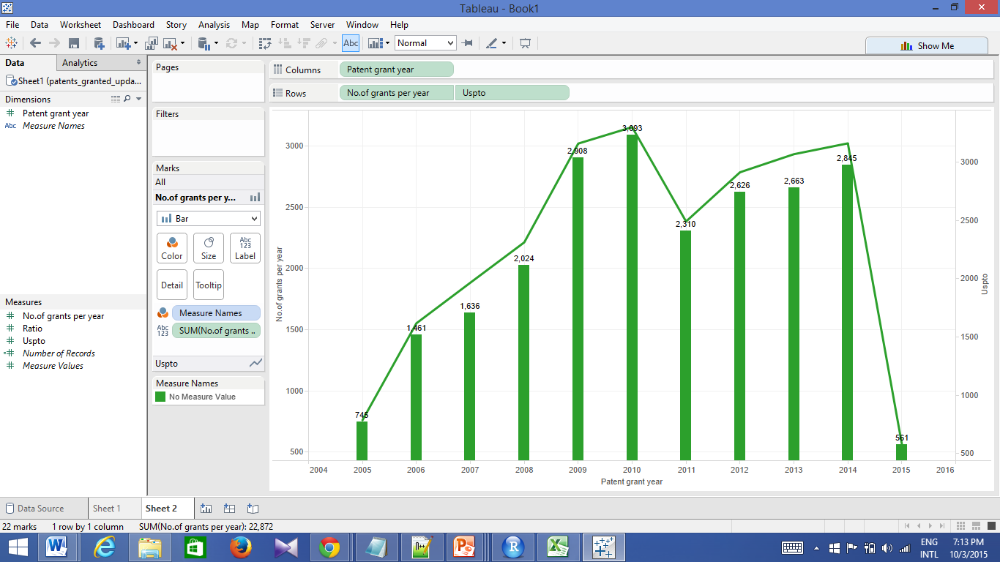 Tableau - Book1
File Data Worksheet Dashboard Story Analysis Map Format Server Window Help
Abc Normal Show Me
Data Analytics
Sheet1 (patents_granted_upda...
Dimensions
Patent grant year
Abc Measure Names
Measures
No.of grants per year
Ratio
Uspto
Number of Records
Measure Values
Pages
Filters
Marks
All
No.of grants per y...
Bar
Color Size Abc 123 Label
Detail Tooltip
Measure Names
Abc 123 SUM(No.of grants ..
Uspto
Measure Names
No Measure Value
Columns Patent grant year
Rows No.of grants per year Uspto
No.of grants per year
3000
2500
2000
1500
1000
500
745
1,461
1,636
2,024
2,908
3,093
2,310
2,626
2,663
2,845
561
3000
2500
2000
1500
1000
500
Uspto
2004 2005 2006 2007 2008 2009 2010 2011 2012 2013 2014 2015 2016
Patent grant year
Data Source Sheet 1 Sheet 2
22 marks 1 row by 1 column SUM(No.of grants per year): 22,872
ENG 7:13 PM
INTL 10/3/2015